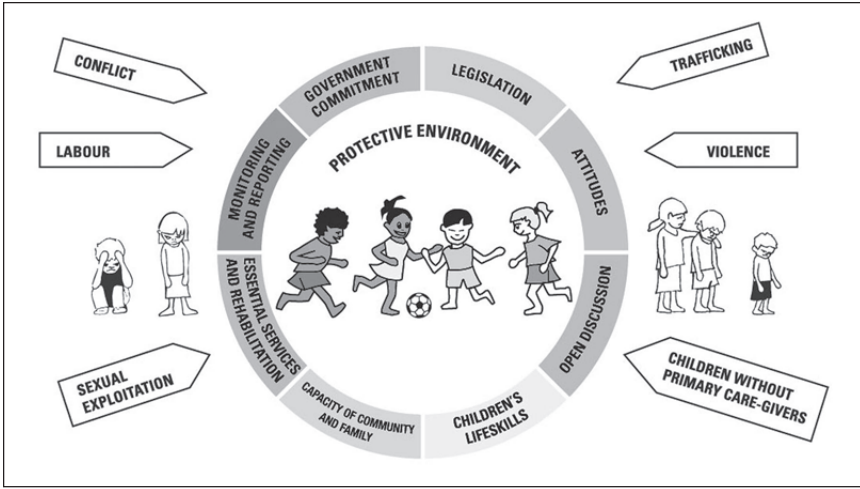 CONFLICT
LABOUR
SEXUAL
EXPLOITATION
GOVERNMENT
COMMITMENT
LEGISLATION
ATTITUDES
OPEN DISCUSSION
CHILDREN'S
LIFESKILLS
CAPACITY OF COMMUNITY
AND FAMILY
ESSENTIAL SERVICES
AND REHABILITATION
MONITORING
AND REPORTING
PROTECTIVE ENVIRONMENT
TRAFFICKING
VIOLENCE
CHILDREN WITHOUT
PRIMARY CARE-GIVERS